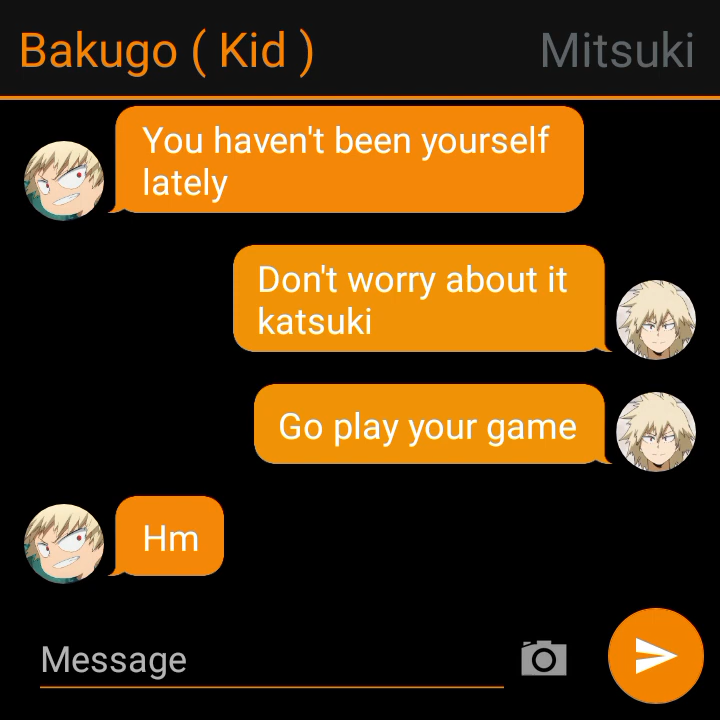 Bakugo ( Kid )
Mitsuki
You haven't been yourself
lately
Don't worry about it
katsuki
Go play your game
Hm
Message